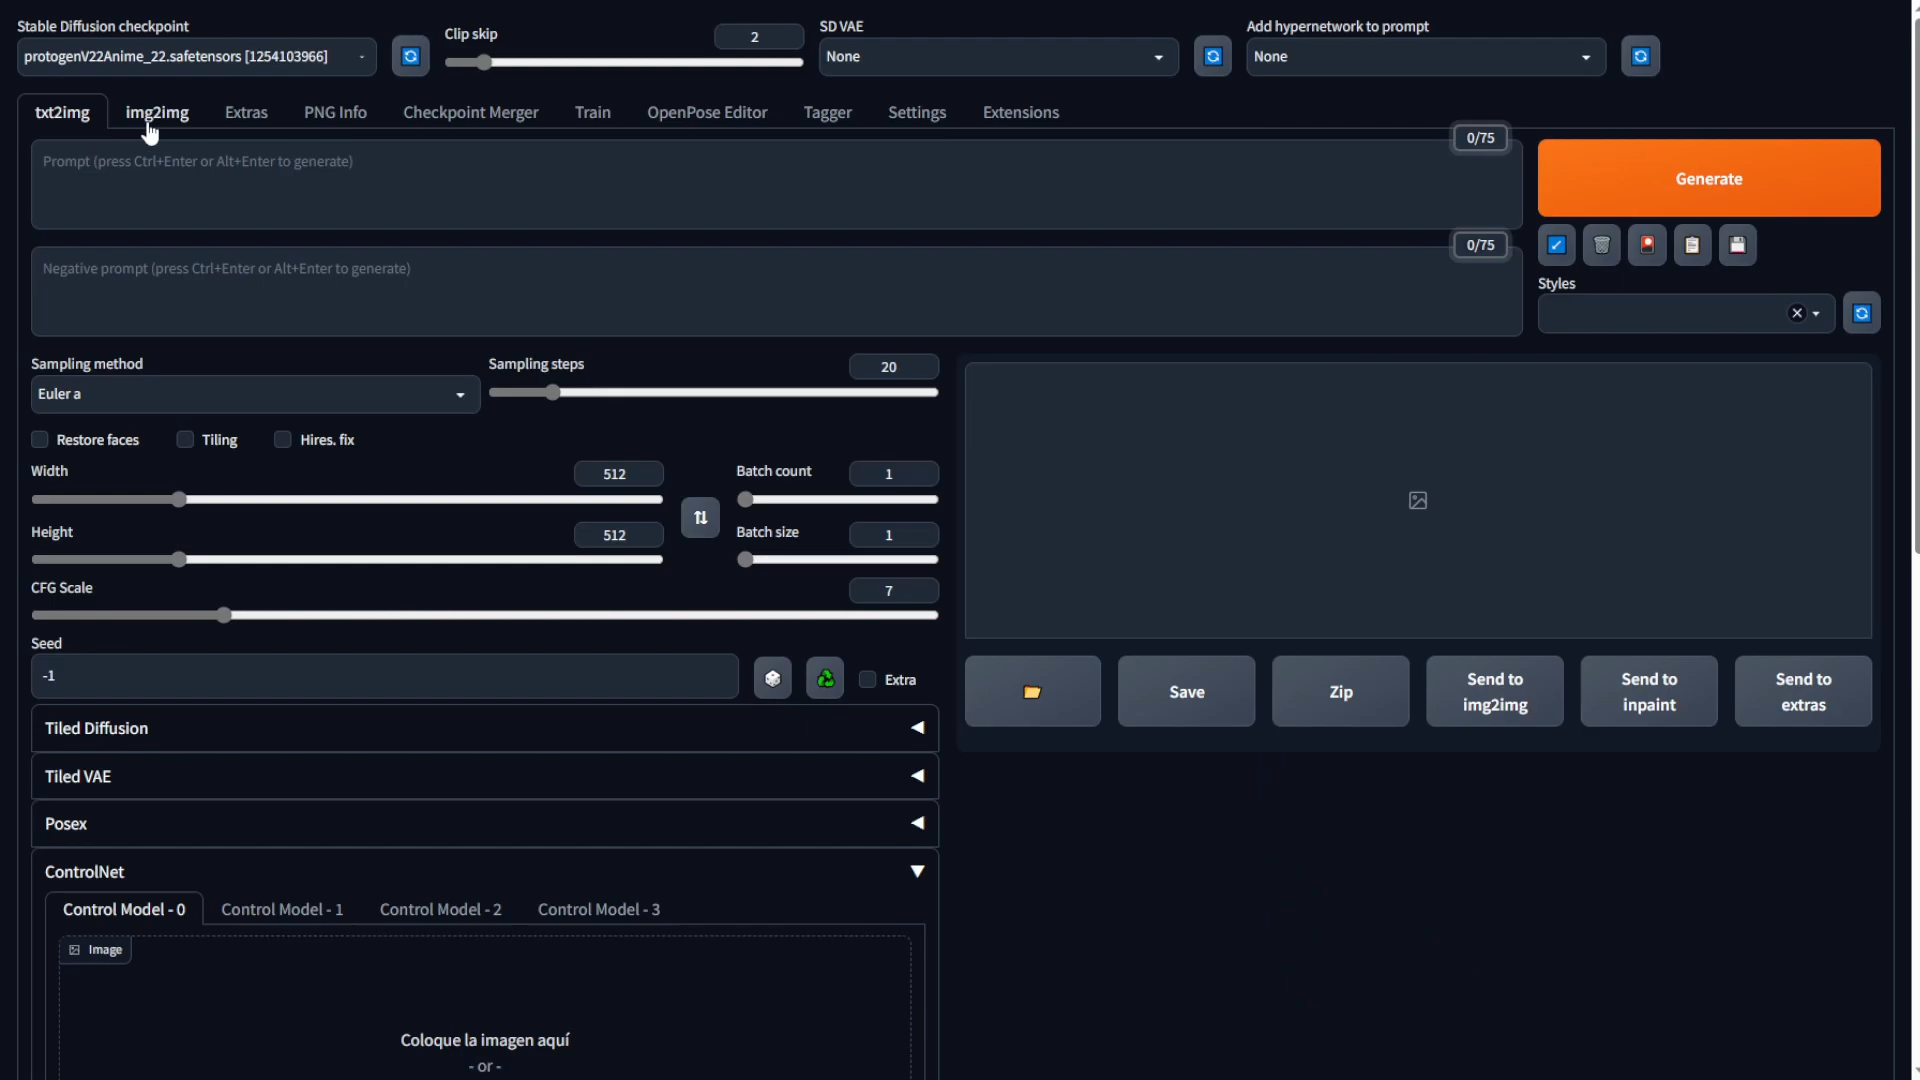 Stable Diffusion checkpoint
protogenV22Anime_22.safetensors [1254103966]
Clip skip
2
SD VAE
None
Add hypernetwork to prompt
None
txt2img
img2img
Extras
PNG Info
Checkpoint Merger
Train
OpenPose Editor
Tagger
Settings
Extensions
Prompt (press Ctrl+Enter or Alt+Enter to generate)
0/75
Generate
Negative prompt (press Ctrl+Enter or Alt+Enter to generate)
0/75
Styles
Sampling method
Euler a
Sampling steps
20
Restore faces
Tiling
Hires. fix
Width
512
Batch count
1
Height
512
Batch size
1
CFG Scale
7
Seed
-1
Extra
Save
Zip
Send to
img2img
Send to
inpaint
Send to
extras
Tiled Diffusion
Tiled VAE
Posex
ControlNet
Control Model - 0
Control Model - 1
Control Model - 2
Control Model - 3
Image
Coloque la imagen aquí
- or -